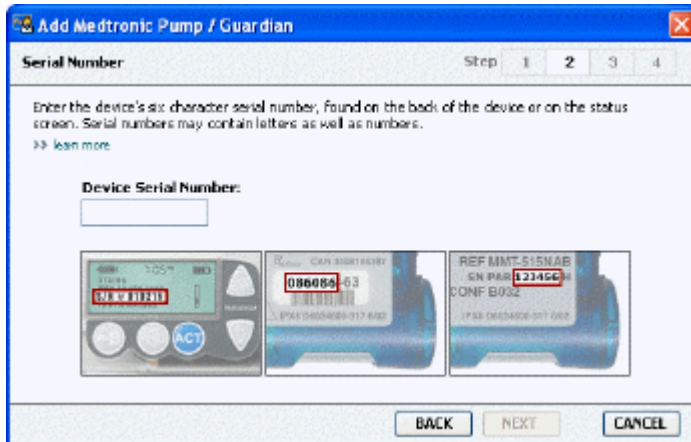 Add Medtronic Pump / Guardian
Serial Number
Step 1 2 3 4
Enter the device's six character serial number, found on the back of the device or on the status
screen. Serial numbers may contain letters as well as numbers.
>> learn more
Device Serial Number:
ACT
086086-63
REF MMT-515NAB
SN PAR 123456 H
CONF B032
BACK
NEXT
CANCEL